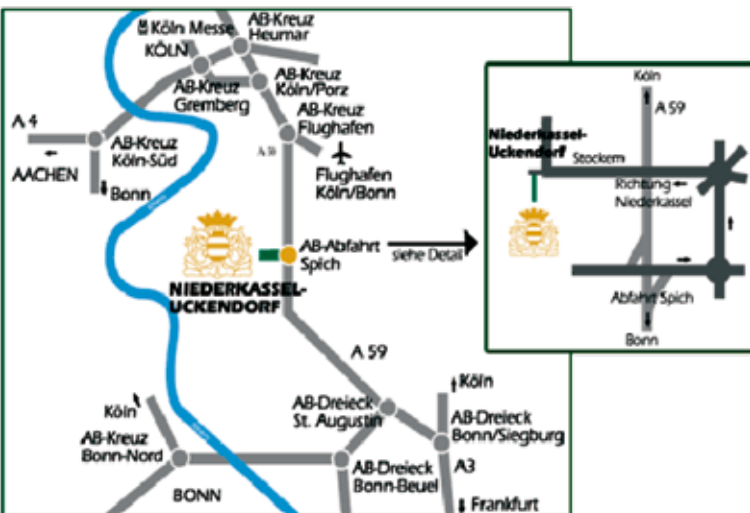 Köln Messe
AB-Kreuz
Heumar
KÖLN
AB-Kreuz
Gremberg
AB-Kreuz
Köln/Porz
AB-Kreuz
Flughafen
A 4
AACHEN
AB-Kreuz
Köln-Süd
Bonn
A 59
Flughafen
Köln/Bonn
AB-Abfahrt
Spich
siehe Detail
NIEDERKASSEL-
UCKENDORF
A 59
AB-Dreieck
St. Augustin
Köln
AB-Dreieck
Bonn/Siegburg
Köln
AB-Kreuz
Bonn-Nord
A3
AB-Dreieck
Bonn-Beuel
BONN
Frankfurt
Köln
A 59
Niederkassel-
Uckendorf
Stockem
Richtung
Niederkassel
Abfahrt Spich
Bonn